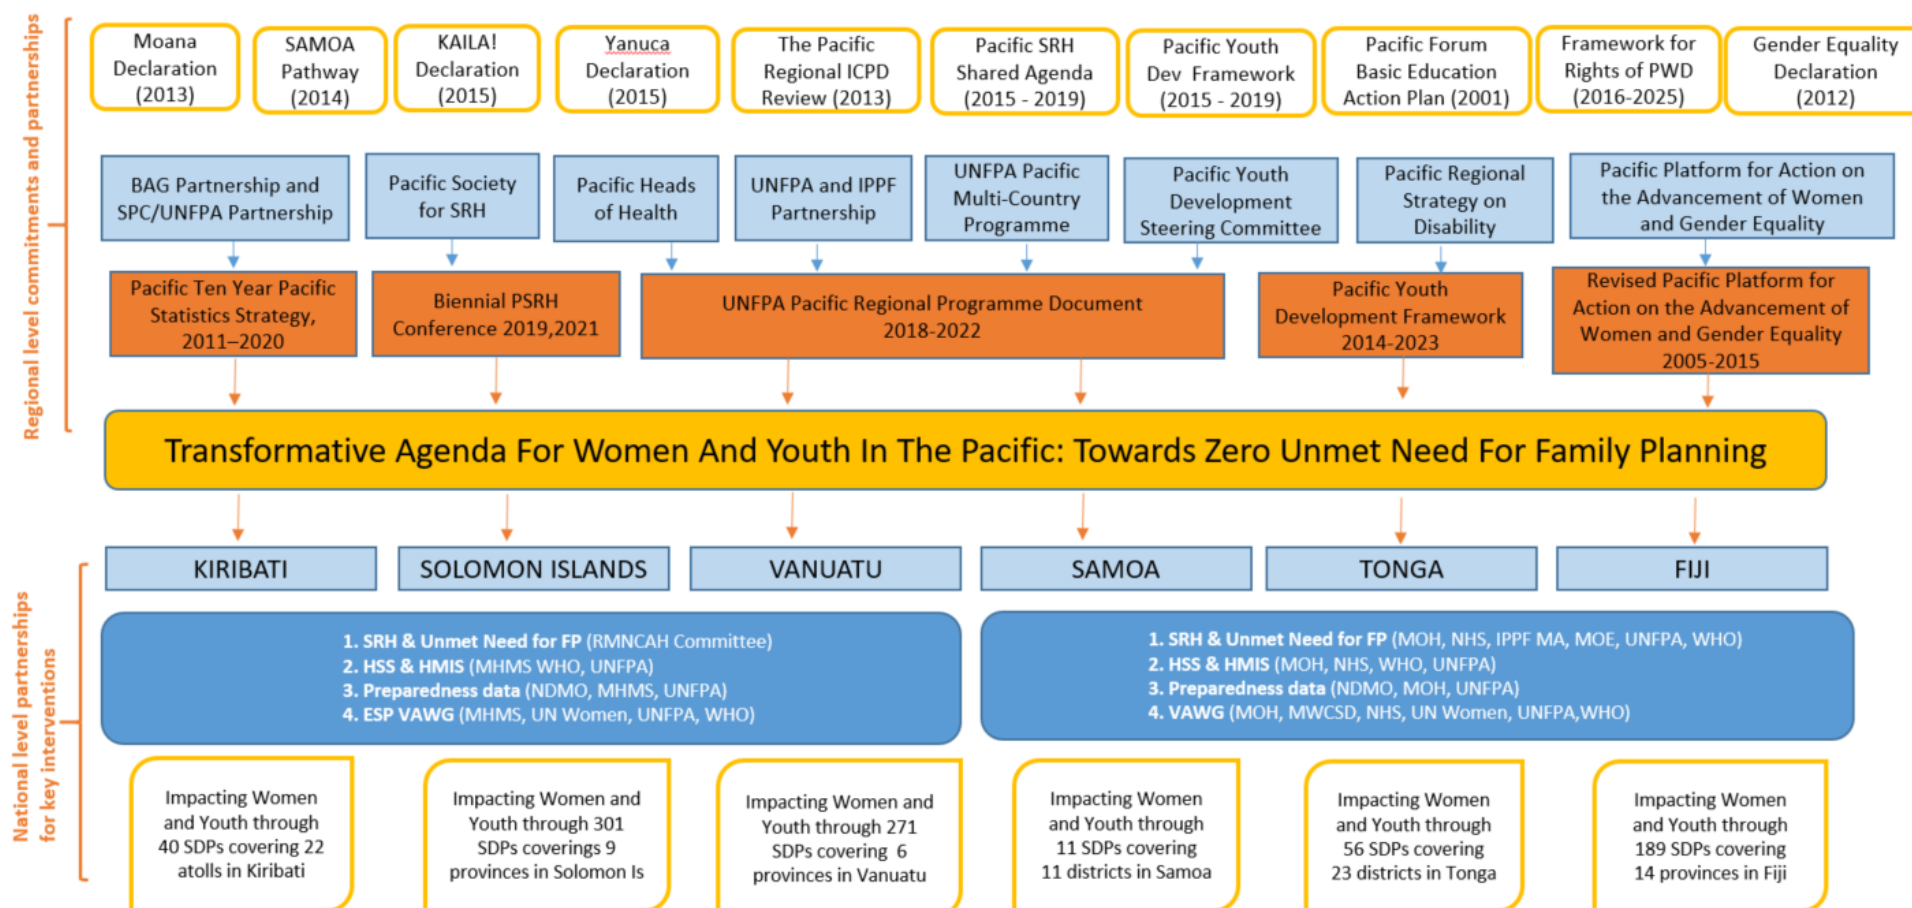 Regional level commitments and partnerships
Moana
Declaration
(2013)
SAMOA
Pathway
(2014)
KAILA!
Declaration
(2015)
Yanuca
Declaration
(2015)
The Pacific
Regional ICPD
Review (2013)
Pacific SRH
Shared Agenda
(2015 - 2019)
Pacific Youth
Dev Framework
(2015 - 2019)
Pacific Forum
Basic Education
Action Plan (2001)
Framework for
Rights of PWD
(2016-2025)
Gender Equality
Declaration
(2012)
BAG Partnership and
SPC/UNFPA Partnership
Pacific Society
for SRH
Pacific Heads
of Health
UNFPA and IPPF
Partnership
UNFPA Pacific
Multi-Country
Programme
Pacific Youth
Development
Steering Committee
Pacific Regional
Strategy on
Disability
Pacific Platform for Action on
the Advancement of Women
and Gender Equality
Pacific Ten Year Pacific
Statistics Strategy,
2011–2020
Biennial PSRH
Conference 2019,2021
UNFPA Pacific Regional Programme Document
2018-2022
Pacific Youth
Development Framework
2014-2023
Revised Pacific Platform for
Action on the Advancement of
Women and Gender Equality
2005-2015
Transformative Agenda For Women And Youth In The Pacific: Towards Zero Unmet Need For Family Planning
National level partnerships
for key interventions
KIRIBATI
SOLOMON ISLANDS
VANUATU
SAMOA
TONGA
FIJI
1. SRH & Unmet Need for FP (RMNCAH Committee)
2. HSS & HMIS (MHMS WHO, UNFPA)
3. Preparedness data (NDMO, MHMS, UNFPA)
4. ESP VAWG (MHMS, UN Women, UNFPA, WHO)
1. SRH & Unmet Need for FP (MOH, NHS, IPPF MA, MOE, UNFPA, WHO)
2. HSS & HMIS (MOH, NHS, WHO, UNFPA)
3. Preparedness data (NDMO, MOH, UNFPA)
4. VAWG (MOH, MWCSD, NHS, UN Women, UNFPA,WHO)
Impacting Women
and Youth through
40 SDPs covering 22
atolls in Kiribati
Impacting Women and
Youth through 301
SDPs coverings 9
provinces in Solomon Is
Impacting Women and
Youth through 271
SDPs covering 6
provinces in Vanuatu
Impacting Women
and Youth through
11 SDPs covering
11 districts in Samoa
Impacting Women
and Youth through
56 SDPs covering
23 districts in Tonga
Impacting Women
and Youth through
189 SDPs covering
14 provinces in Fiji